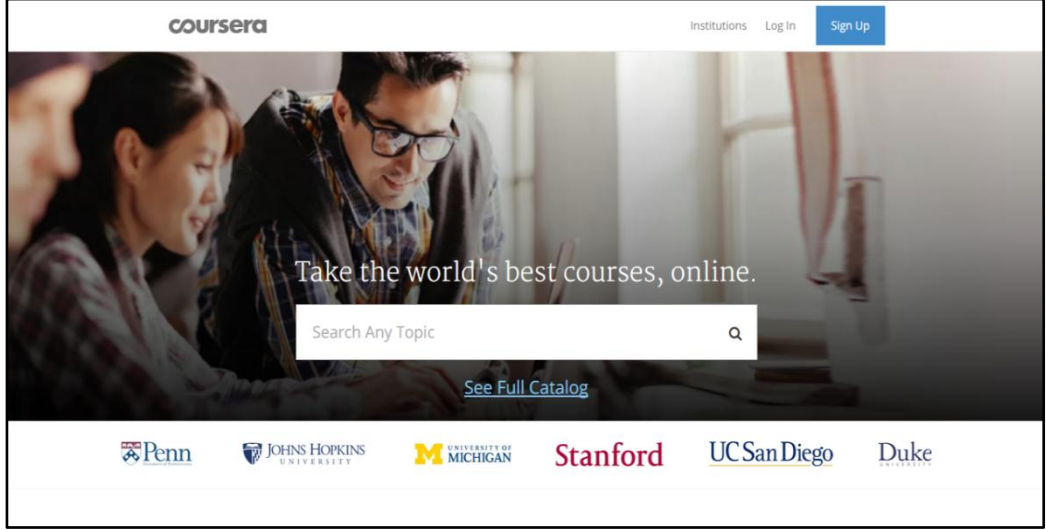 coursera
Institutions Log In Sign Up
Take the world's best courses, online.
Search Any Topic
See Full Catalog
Penn
JOHNS HOPKINS
UNIVERSITY
M UNIVERSITY OF
MICHIGAN
Stanford
UC San Diego
Duke
UNIVERSITY